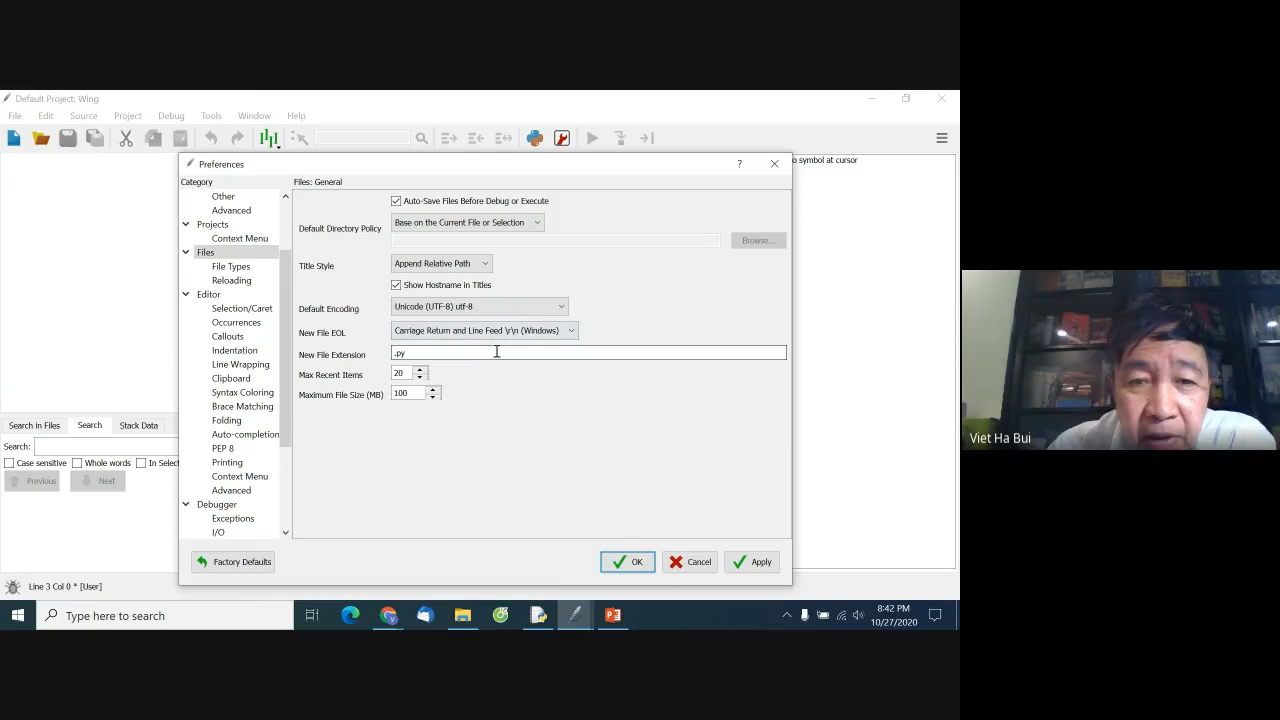 Default Project: Wing
File Edit Source Project Debug Tools Window Help
Preferences
o symbol at cursor
Category
Files: General
Other
Advanced
Projects
Context Menu
Files
File Types
Reloading
Editor
Selection/Caret
Occurrences
Callouts
Indentation
Line Wrapping
Clipboard
Syntax Coloring
Brace Matching
Folding
Auto-completion
PEP 8
Printing
Context Menu
Advanced
Debugger
Exceptions
I/O
Auto-Save Files Before Debug or Execute
Default Directory Policy Base on the Current File or Selection
Browse...
Title Style Append Relative Path
Show Hostname in Titles
Default Encoding Unicode (UTF-8) utf-8
New File EOL Carriage Return and Line Feed \r\n (Windows)
New File Extension .py
Max Recent Items 20
Maximum File Size (MB) 100
Search in Files Search Stack Data
Search:
Case sensitive Whole words In Select
Previous Next
Factory Defaults OK Cancel Apply
Line 3 Col 0 * [User]
Type here to search
8:42 PM
10/27/2020
Viet Ha Bui